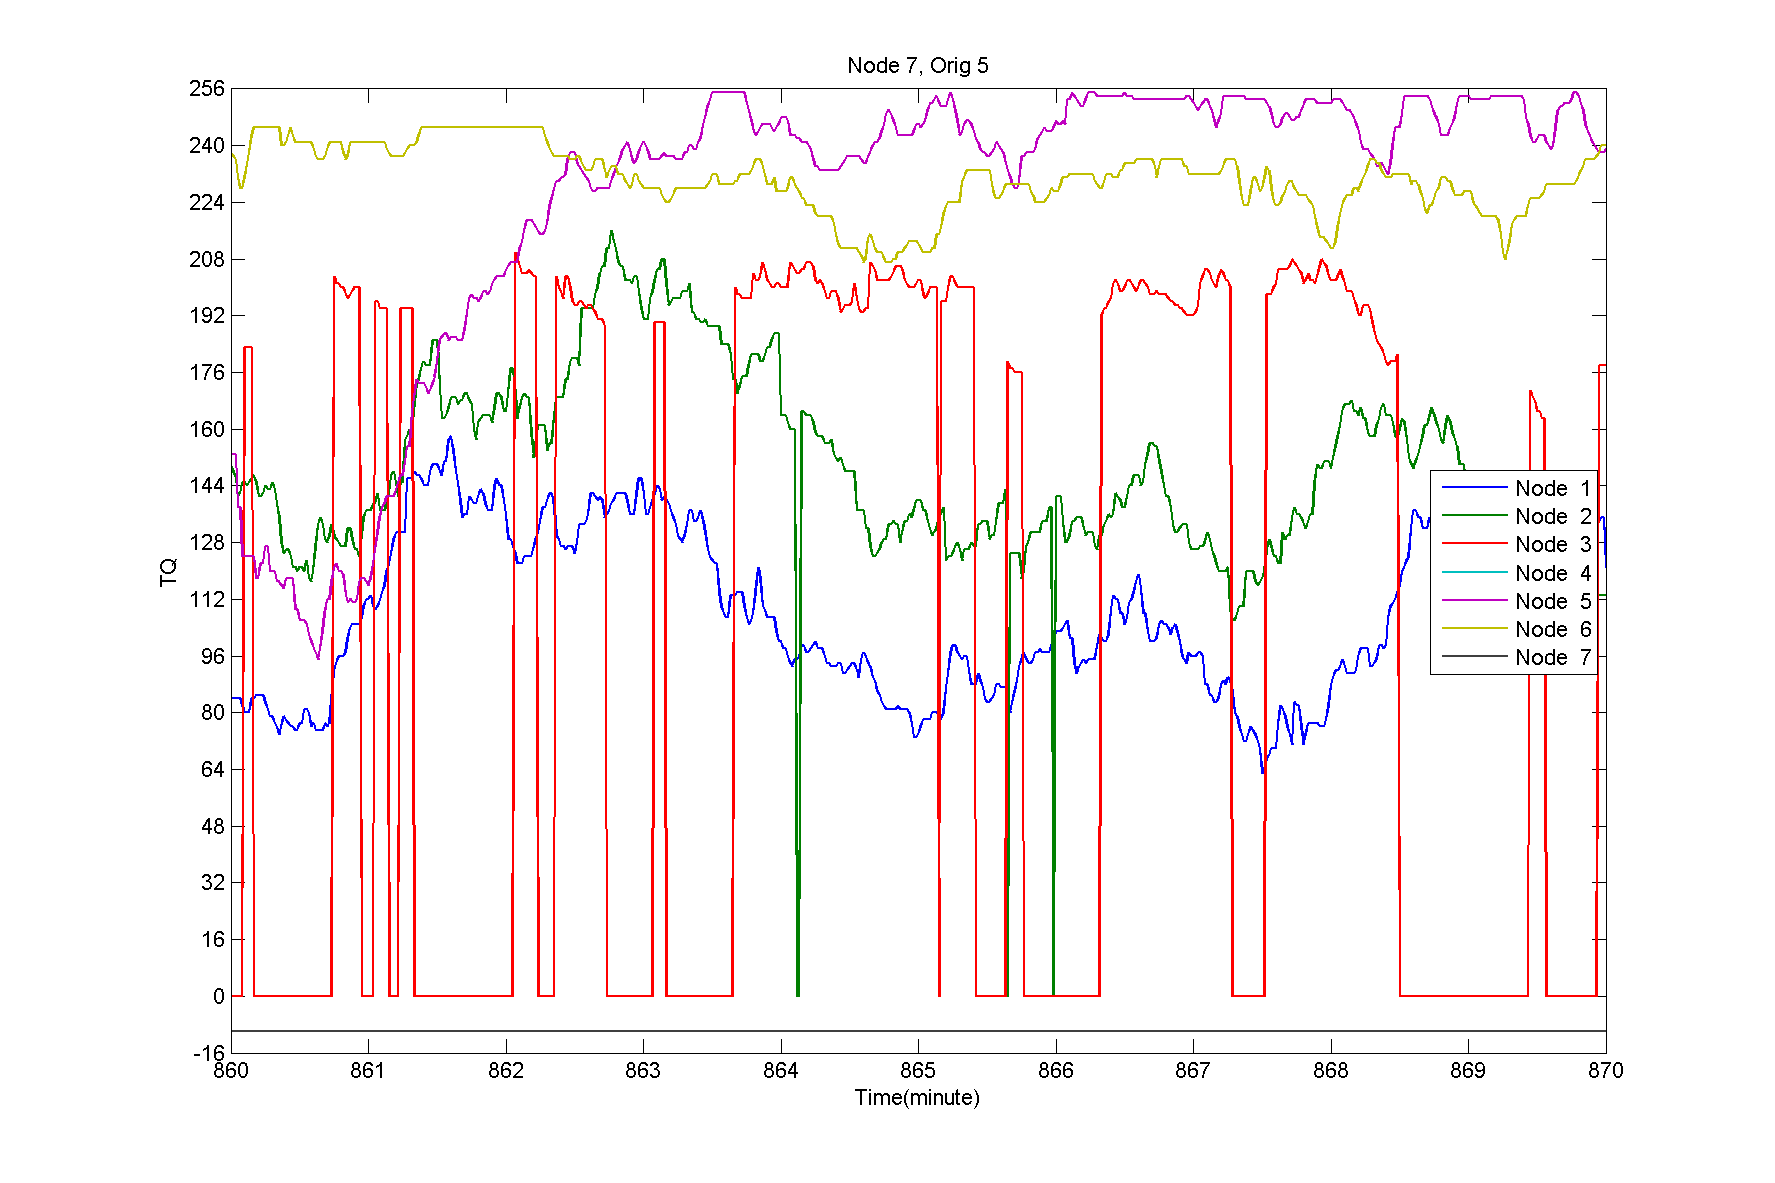 Node 7, Orig 5
256
240
224
208
192
176
160
144
128
112
96
80
64
48
32
16
0
-16
TQ
860 861 862 863 864 865 866 867 868 869 870
Time(minute)
Node 1
Node 2
Node 3
Node 4
Node 5
Node 6
Node 7